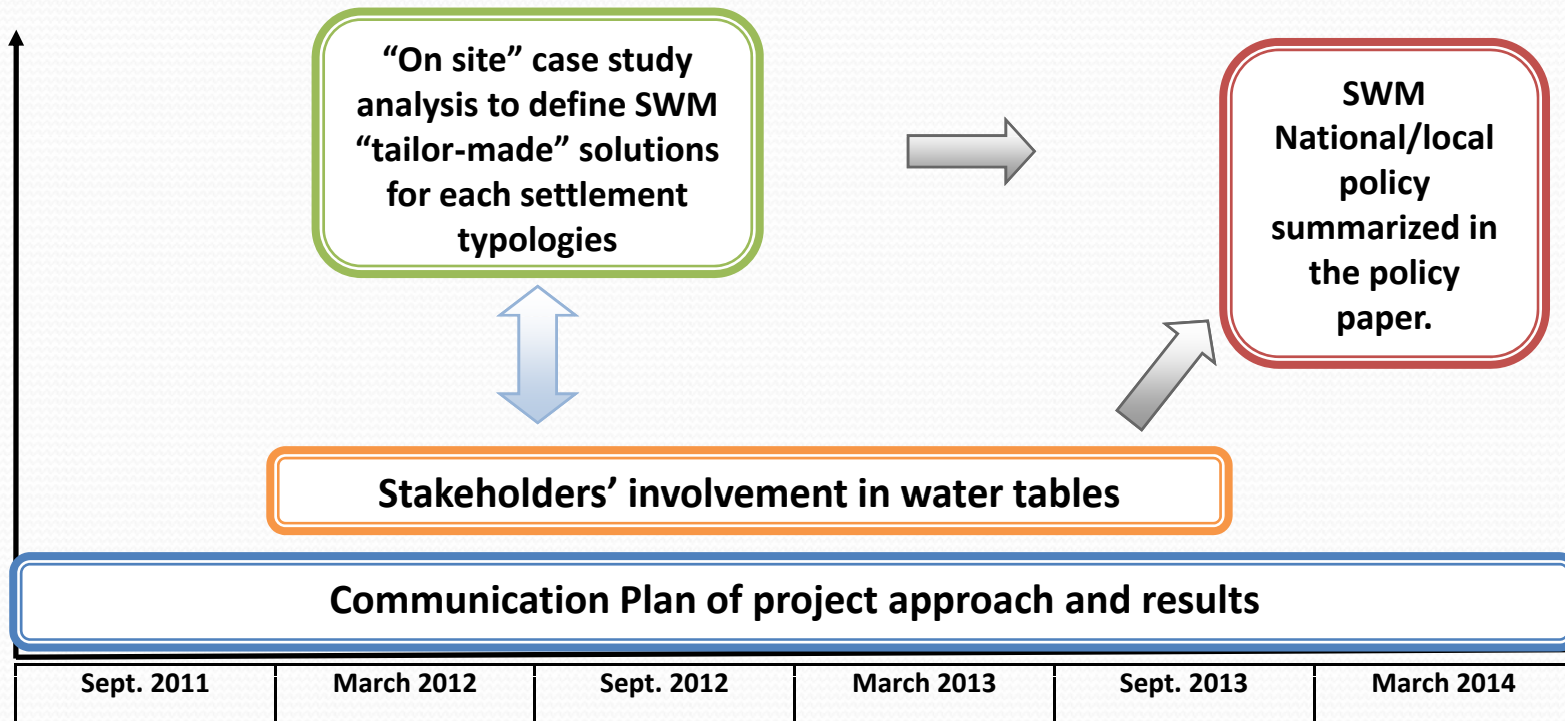 “On site” case study
analysis to define SWM
“tailor-made” solutions
for each settlement
typologies
SWM
National/local
policy
summarized in
the policy
paper.
Stakeholders’ involvement in water tables
Communication Plan of project approach and results
Sept. 2011 March 2012 Sept. 2012 March 2013 Sept. 2013 March 2014